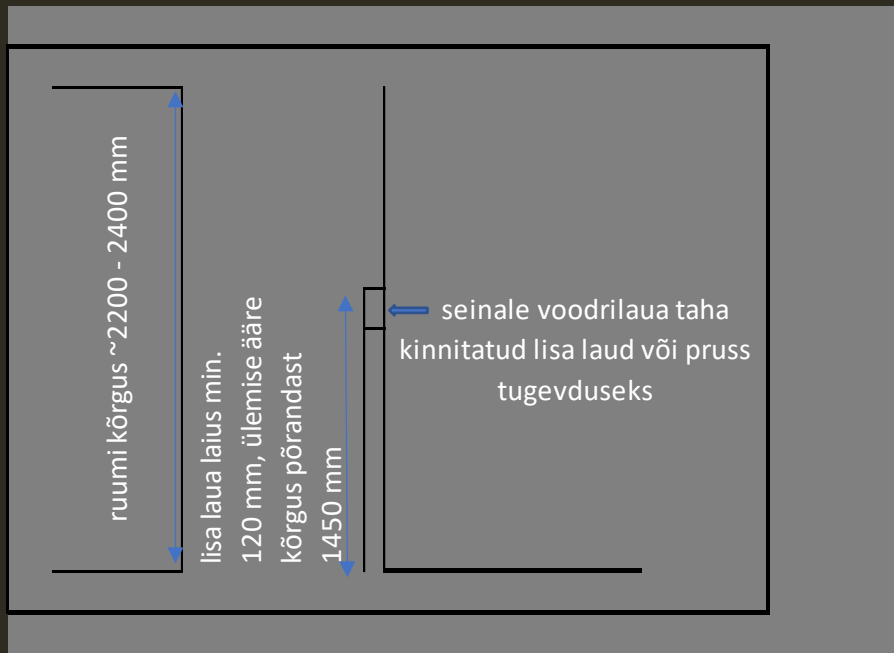 ruumi kõrgus ~2200 - 2400 mm
lisa laua laius min.
120 mm, ülemise ääre
kõrgus põrandast
1450 mm
seinale voodrilaua taha
kinnitatud lisa laud või pruss
tugevduseks